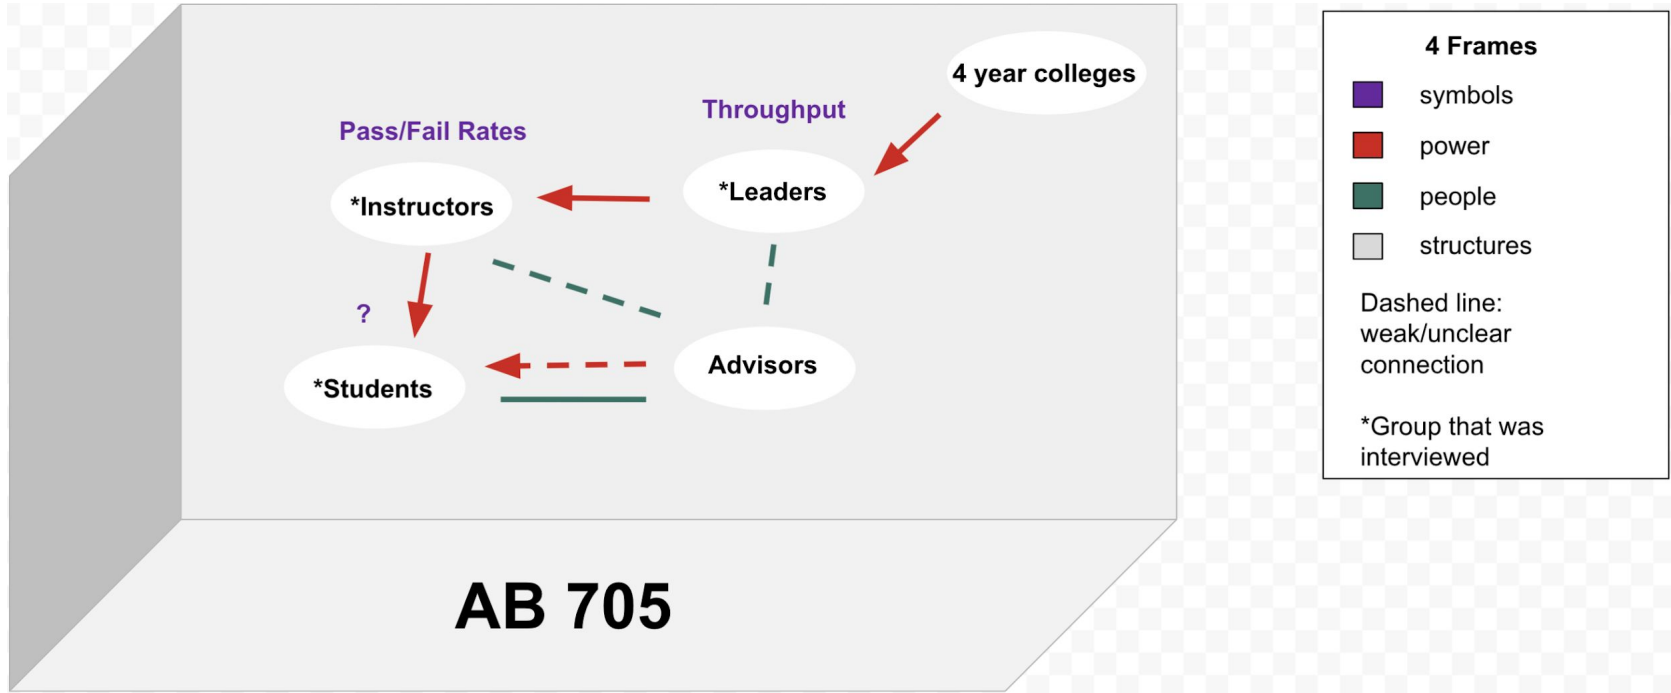 4 year colleges
Throughput
Pass/Fail Rates
*Leaders
*Instructors
?
Advisors
*Students
AB 705
4 Frames
symbols
power
people
structures
Dashed line:
weak/unclear
connection
*Group that was
interviewed